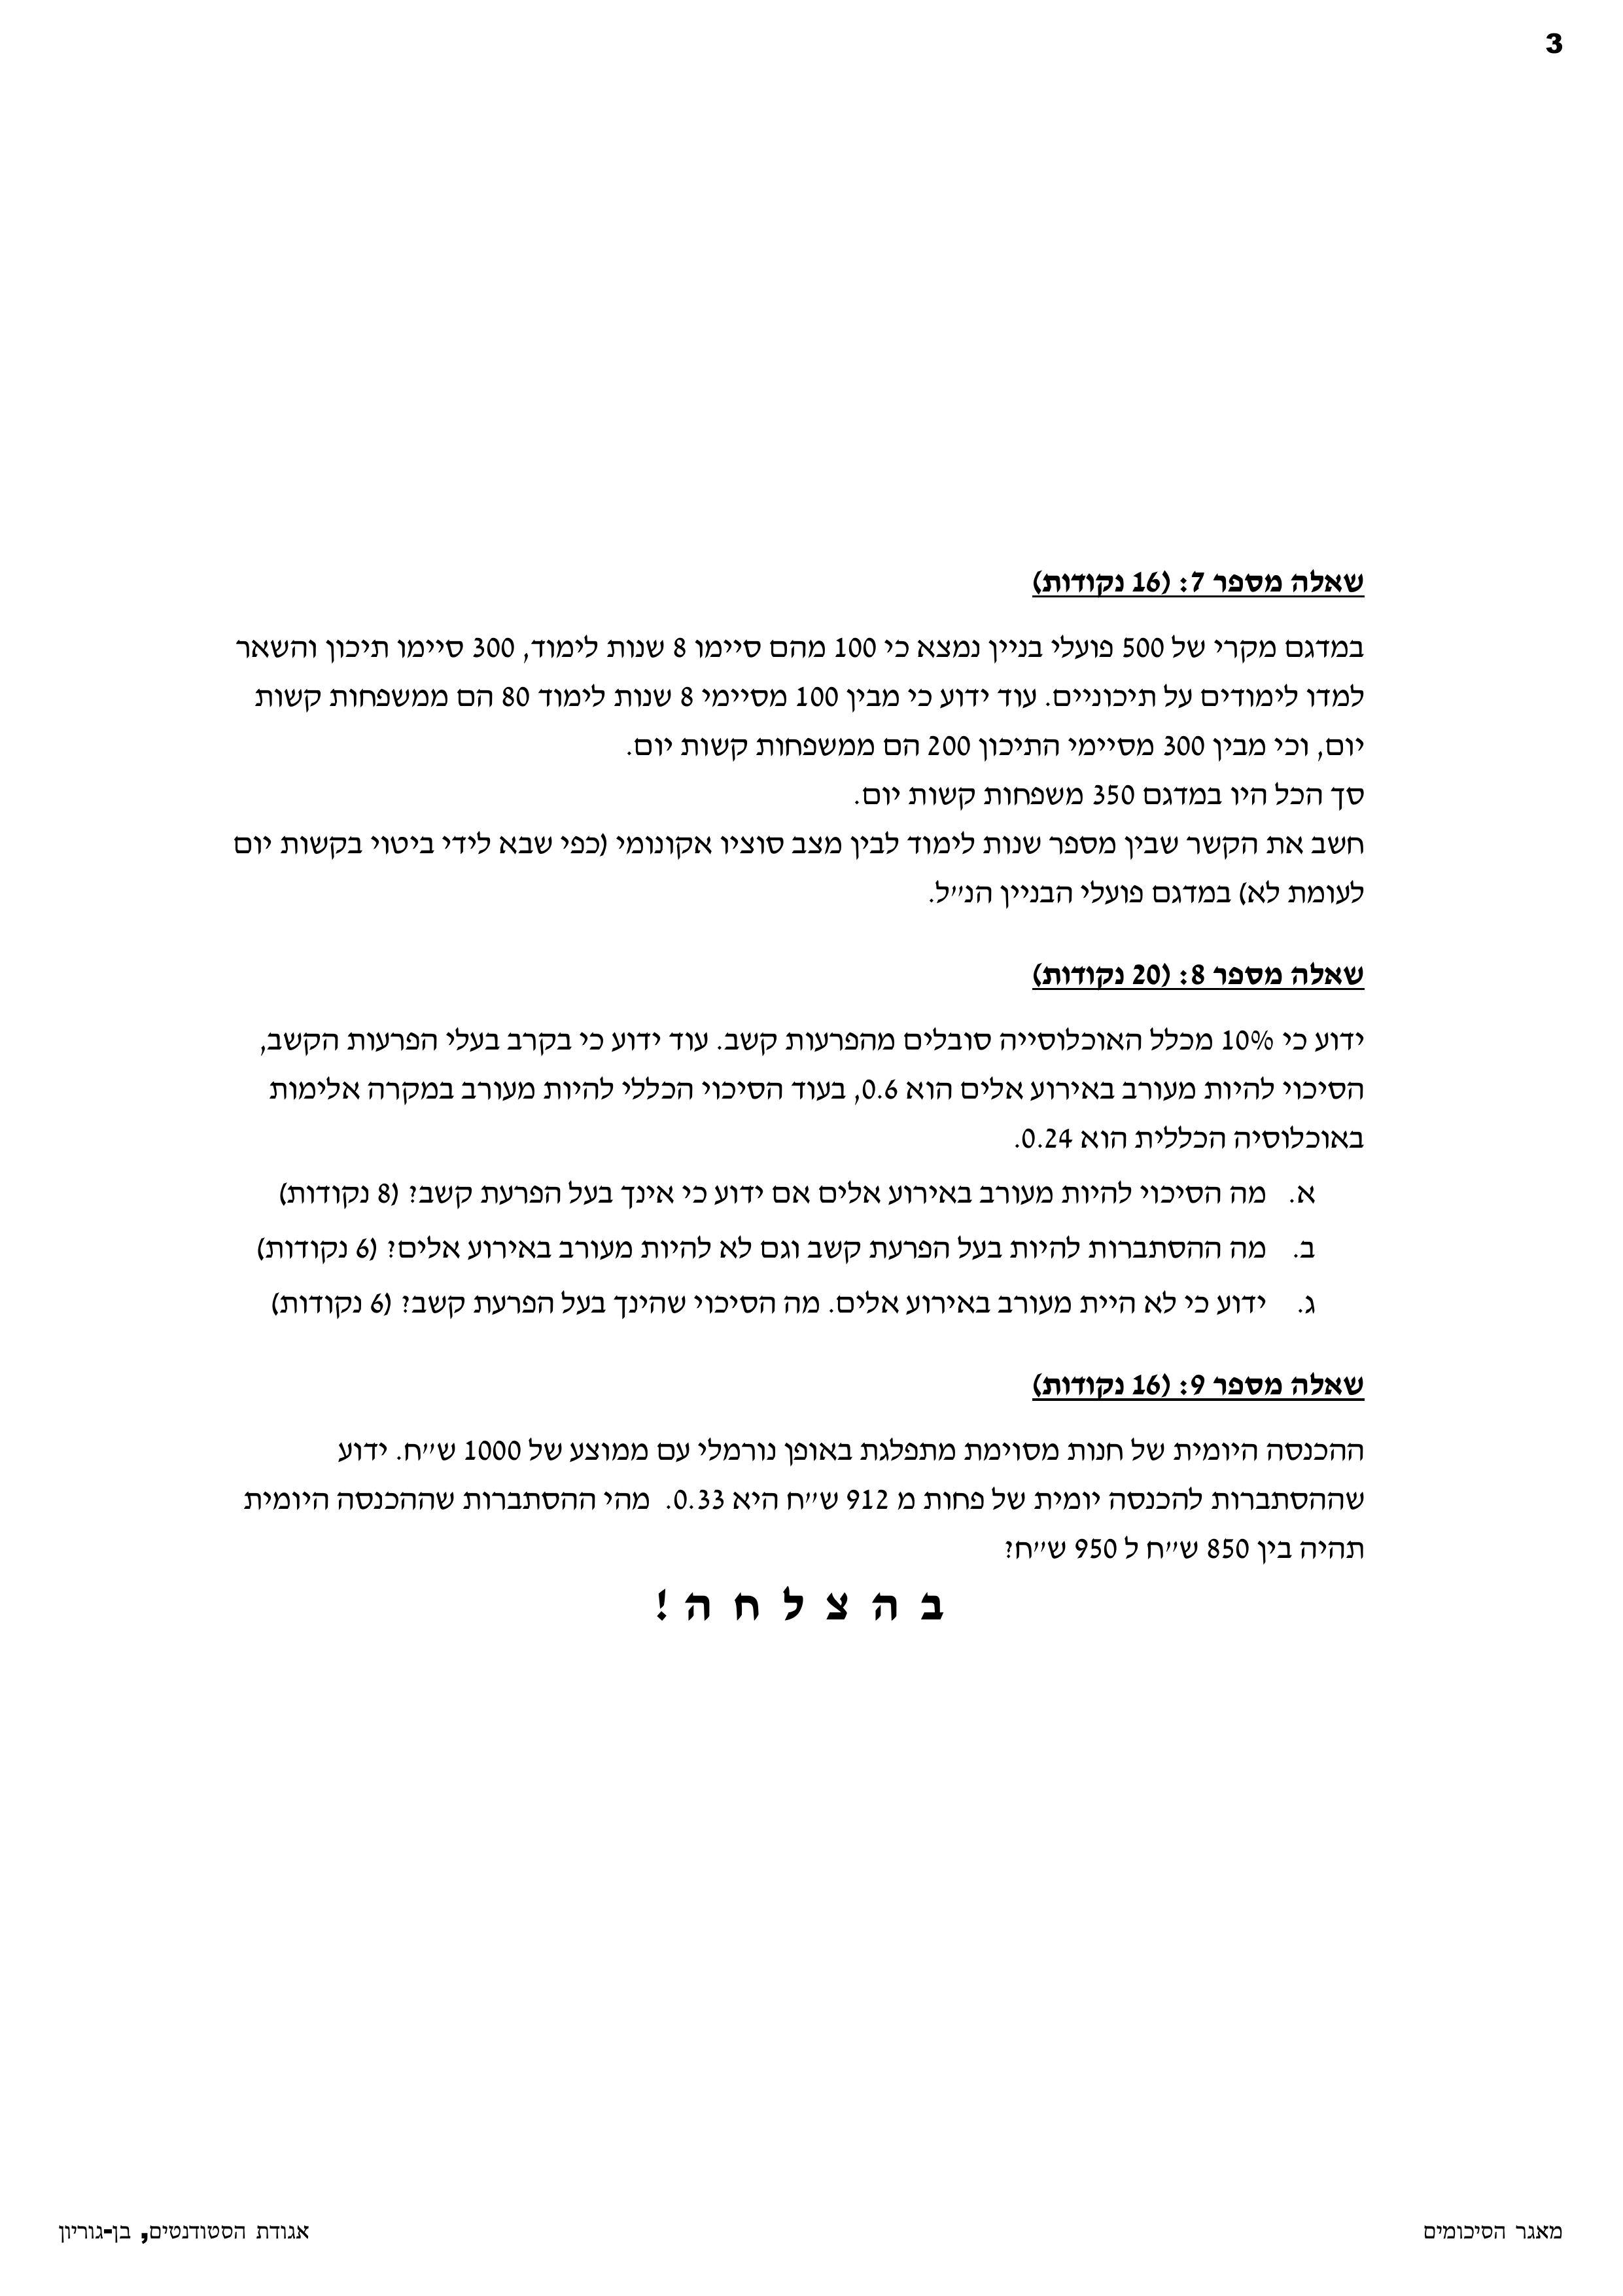 3
שאלה מספר 7: (16 נקודות)
במדגם מקרי של 500 פועלי בניין נמצא כי 100 מהם סיימו 8 שנות לימוד, 300 סיימו תיכון והשאר
למדו לימודים על תיכוניים. עוד ידוע כי מבין 100 מסיימי 8 שנות לימוד 80 הם ממשפחות קשות
יום, וכי מבין 300 מסיימי התיכון 200 הם ממשפחות קשות יום.
סך הכל היו במדגם 350 משפחות קשות יום.
חשב את הקשר שבין מספר שנות לימוד לבין מצב סוציו אקונומי (כפי שבא לידי ביטוי בקשות יום
לעומת לא) במדגם פועלי הבניין הנ״ל.
שאלה מספר 8: (20 נקודות)
ידוע כי 10% מכלל האוכלוסייה סובלים מהפרעות קשב. עוד ידוע כי בקרב בעלי הפרעות הקשב,
הסיכוי להיות מעורב באירוע אלים הוא 0.6, בעוד הסיכוי הכללי להיות מעורב במקרה אלימות
באוכלוסיה הכללית הוא 0.24.
א. מה הסיכוי להיות מעורב באירוע אלים אם ידוע כי אינך בעל הפרעת קשב? (8 נקודות)
ב. מה ההסתברות להיות בעל הפרעת קשב וגם לא להיות מעורב באירוע אלים? (6 נקודות)
ג. ידוע כי לא היית מעורב באירוע אלים. מה הסיכוי שהינך בעל הפרעת קשב? (6 נקודות)
שאלה מספר 9: (16 נקודות)
ההכנסה היומית של חנות מסוימת מתפלגת באופן נורמלי עם ממוצע של 1000 ש״ח. ידוע
שההסתברות להכנסה יומית של פחות מ 912 ש״ח היא 0.33. מהי ההסתברות שההכנסה היומית
תהיה בין 850 ש״ח ל 950 ש״ח?
ב ה צ ל ח ה !
מאגר הסיכומים
אגודת הסטודנטים, בן-גוריון